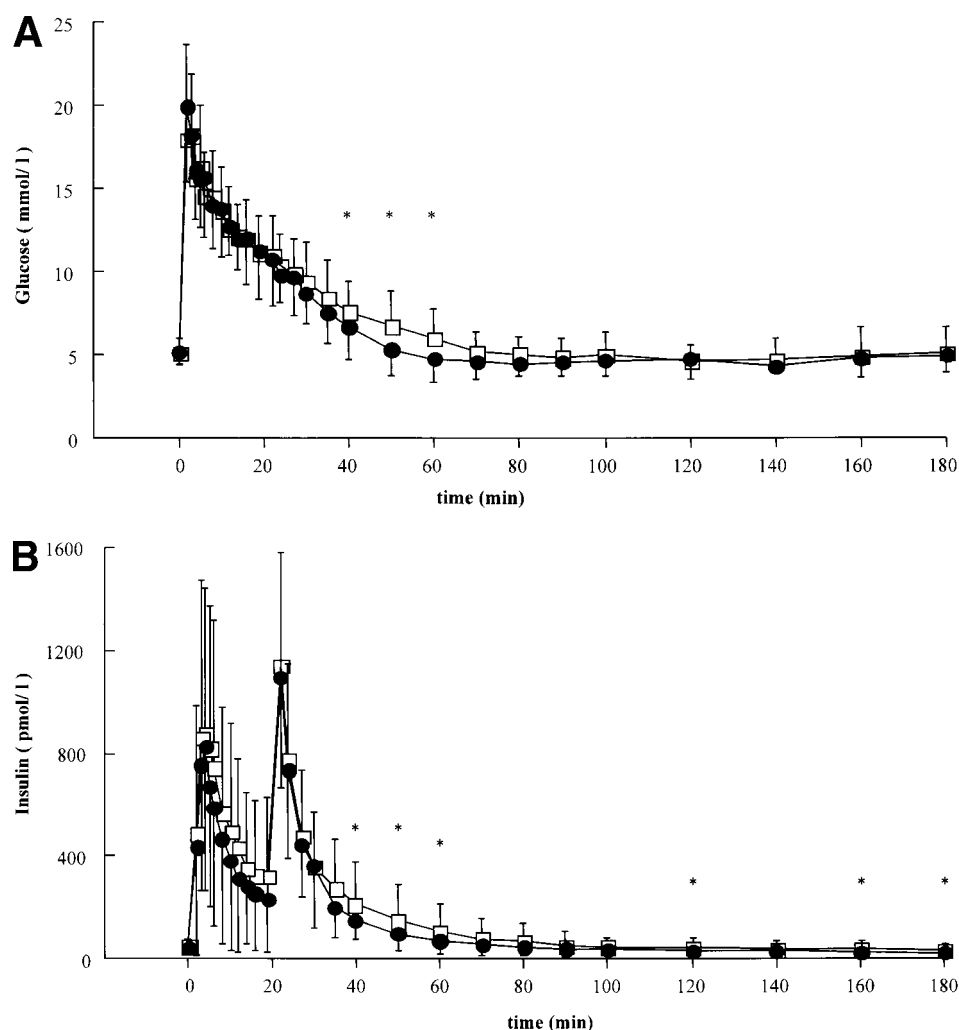 A
25
20
15
10
5
0
Glucose ( mmol/ l )
* * *
0 20 40 60 80 100 120 140 160 180
time (min)
B
1600
1200
800
400
0
Insulin ( pmol/ l )
* * * * * *
0 20 40 60 80 100 120 140 160 180
time (min)